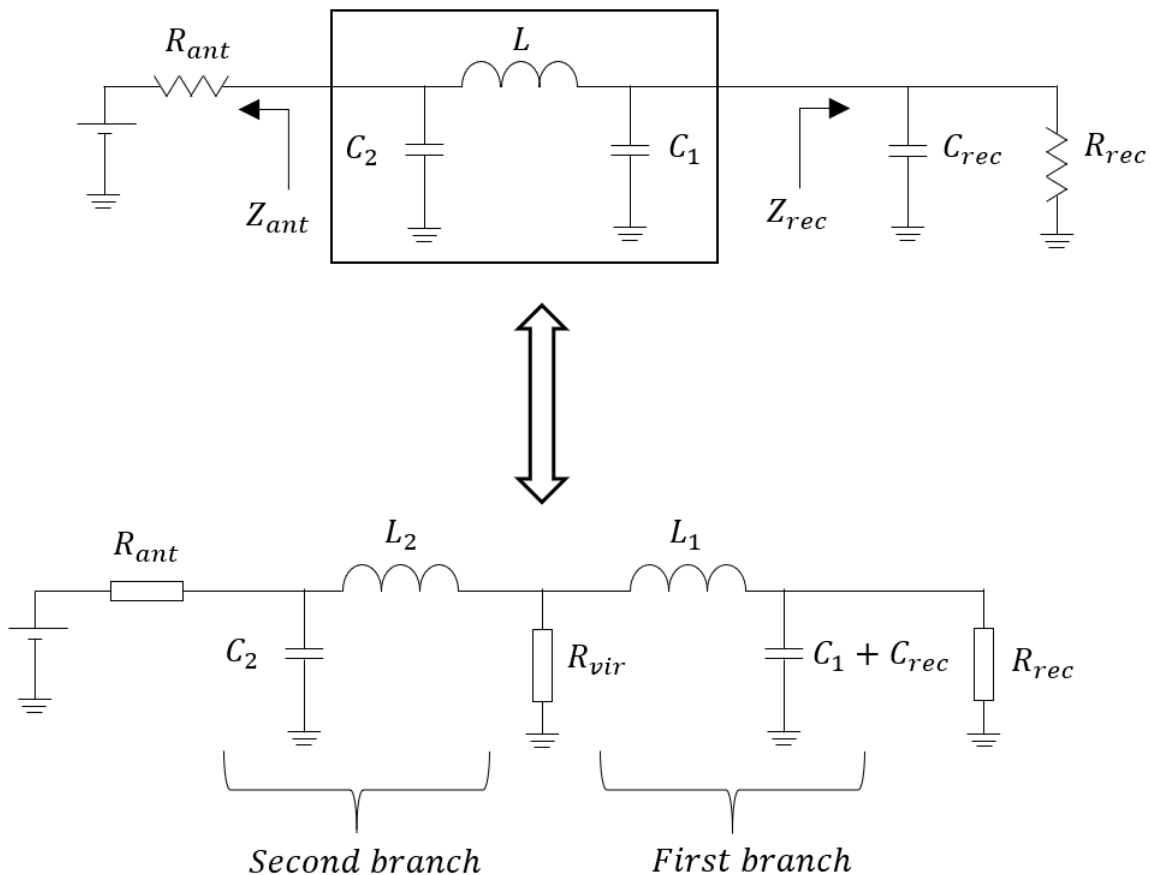 R_ant
L
C_2
C_1
C_rec
R_rec
Z_ant
Z_rec
R_ant
L_2
L_1
C_2
R_vir
C_1 + C_rec
R_rec
Second branch
First branch